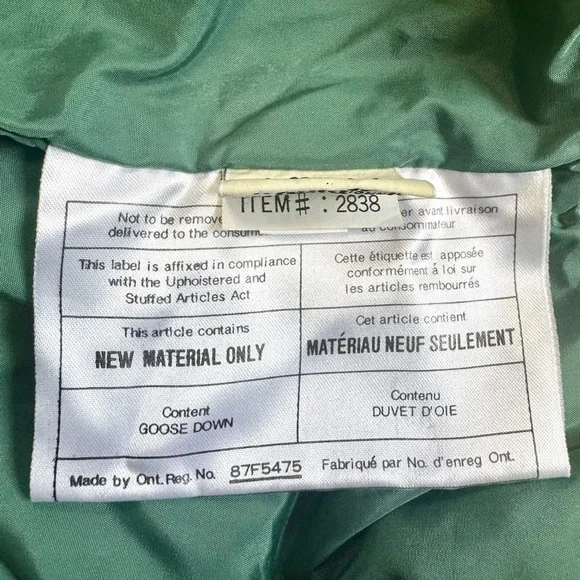 ITEM# : 2838
Not to be
delivered to the
avant livraison
au consommateur
This label is affixed in compliance
with the Upholstered and
Stuffed Articles Act
Cette étiquette est apposée
conformément à loi sur
les articles rembourrés
This article contains
NEW MATERIAL ONLY
Cet article contient
MATÉRIAU NEUF SEULEMENT
Content
GOOSE DOWN
Contenu
DUVET D'OIE
Made by Ont. Reg. No. 87F5475 Fabriqué par No. d'enreg Ont.